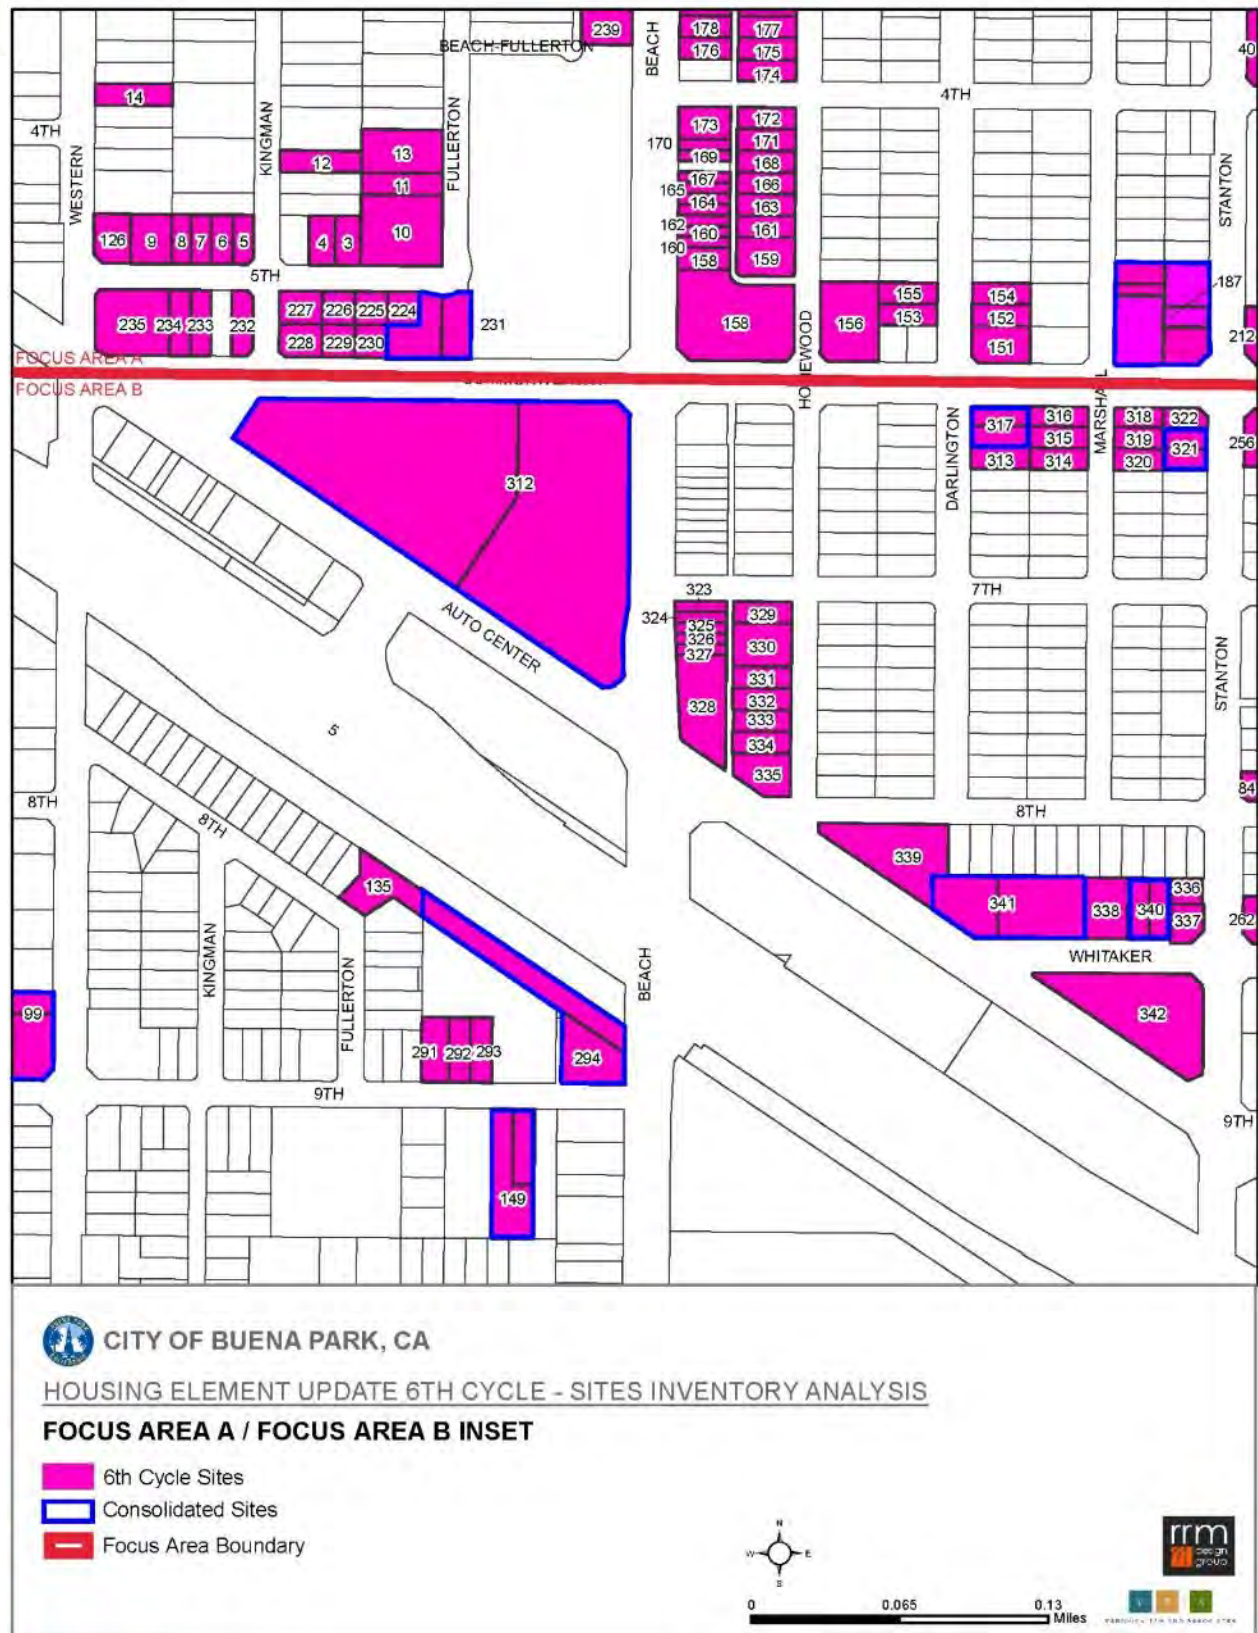 239
178
177
BEACH-FULLERTON
BEACH
176
175
40
174
14
4TH
4TH
173
172
170
171
KINGMAN
FULLERTON
12
13
169
168
WESTERN
11
167
166
165
164
163
STANTON
162
126
9
8
7
6
5
4
3
10
160
161
160
158
159
5TH
187
227
226
225
224
155
154
235
234
233
232
231
158
156
153
152
212
228
229
230
151
HOMEWOOD
FOCUS AREA A
FOCUS AREA B
MARSHALL
317
316
318
322
315
319
321
256
313
314
320
DARLINGTON
312
7TH
323
324
325
329
326
330
327
AUTO CENTER
331
328
332
333
334
335
STANTON
5
84
8TH
8TH
8TH
339
135
336
341
338
340
337
262
WHITAKER
KINGMAN
FULLERTON
BEACH
99
342
291
292
293
294
9TH
9TH
149
CITY OF BUENA PARK, CA
HOUSING ELEMENT UPDATE 6TH CYCLE - SITES INVENTORY ANALYSIS
FOCUS AREA A / FOCUS AREA B INSET
6th Cycle Sites
Consolidated Sites
Focus Area Boundary
N
W
E
S
rrm
design
group
0
0.065
0.13
Miles